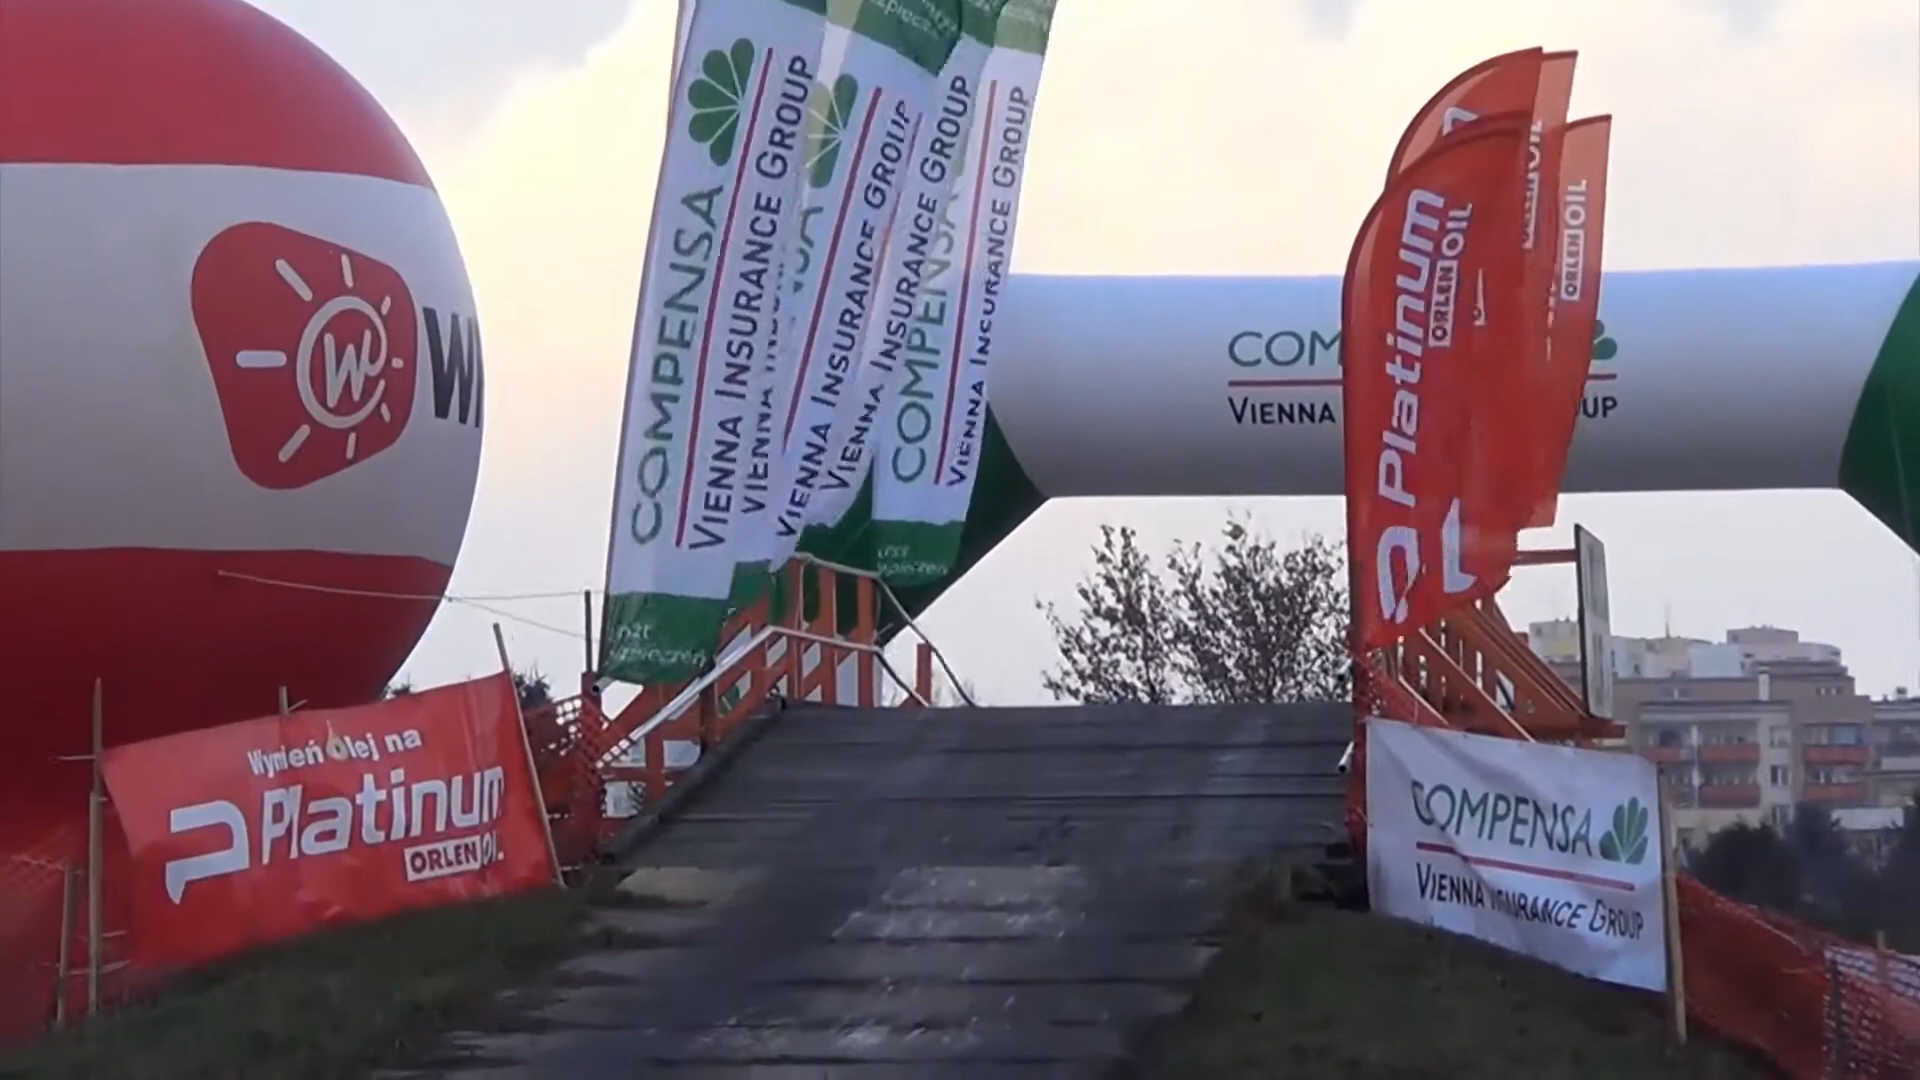 W
COMPENSA
VIENNA INSURANCE GROUP
VIENNA INSURANCE GROUP
VIENNA INSURANCE GROUP
COMPENSA
VIENNA INSURANCE GROUP
VIENNA
Platinum
ORLEN OIL
ORLEN OIL
Wymień olej na
Platinum
ORLEN OIL
COMPENSA
VIENNA INSURANCE GROUP